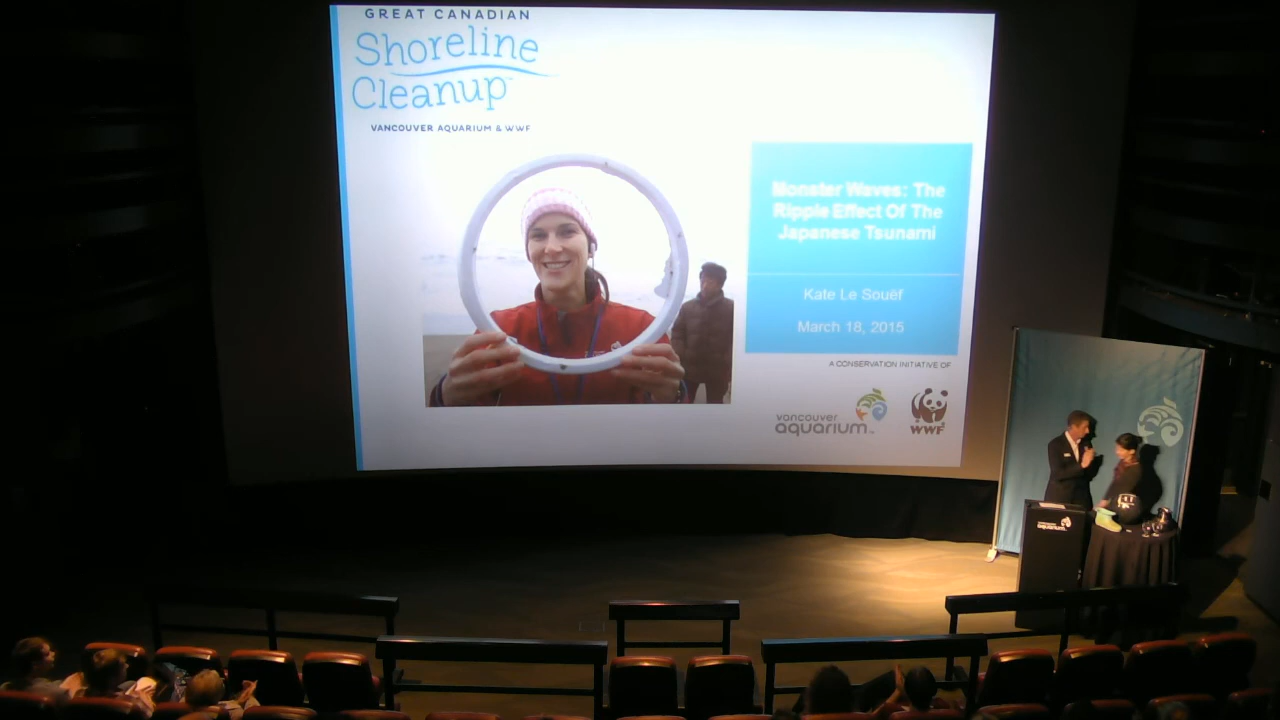 GREAT CANADIAN
Shoreline
Cleanup
VANCOUVER AQUARIUM & WWF
Monster Waves: The
Ripple Effect Of The
Japanese Tsunami
Kate Le Souëf
March 18, 2015
A CONSERVATION INITIATIVE OF
vancouver
aquarium
WWF
aquarium